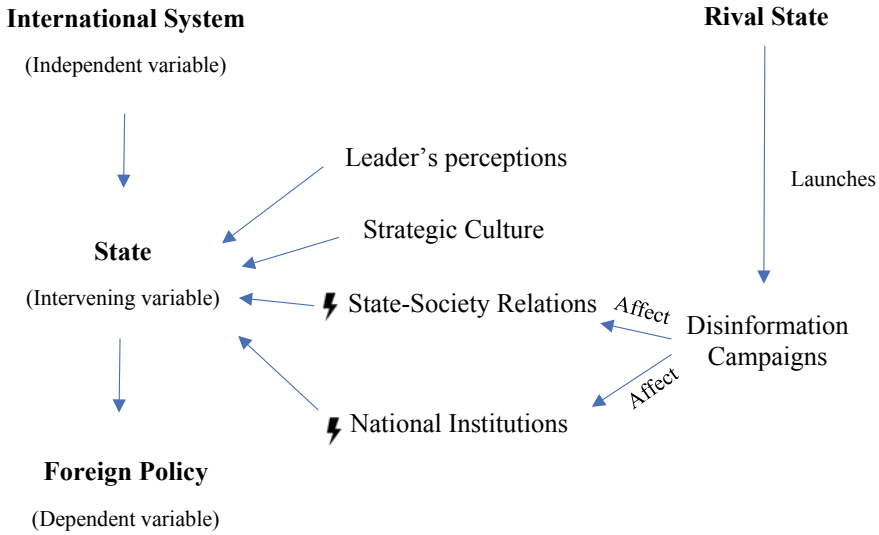 International System
(Independent variable)
Rival State
Leader’s perceptions
Launches
Strategic Culture
State
(Intervening variable)
State-Society Relations
Affect
Disinformation
Campaigns
Affect
National Institutions
Foreign Policy
(Dependent variable)